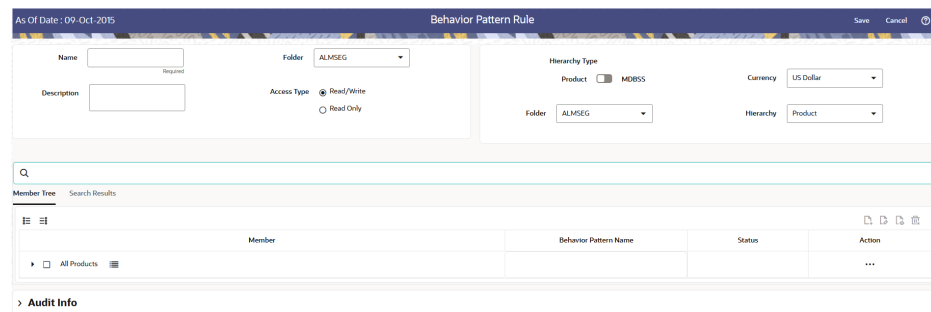 As Of Date : 09-Oct-2015 Behavior Pattern Rule Save Cancel ?
Name Required Folder ALMSEG
Description Access Type Read/Write
Read Only
Hierarchy Type
Product MDBSS Currency US Dollar
Folder ALMSEG Hierarchy Product
Member Tree Search Results
Member Behavior Pattern Name Status Action
All Products ...
> Audit Info